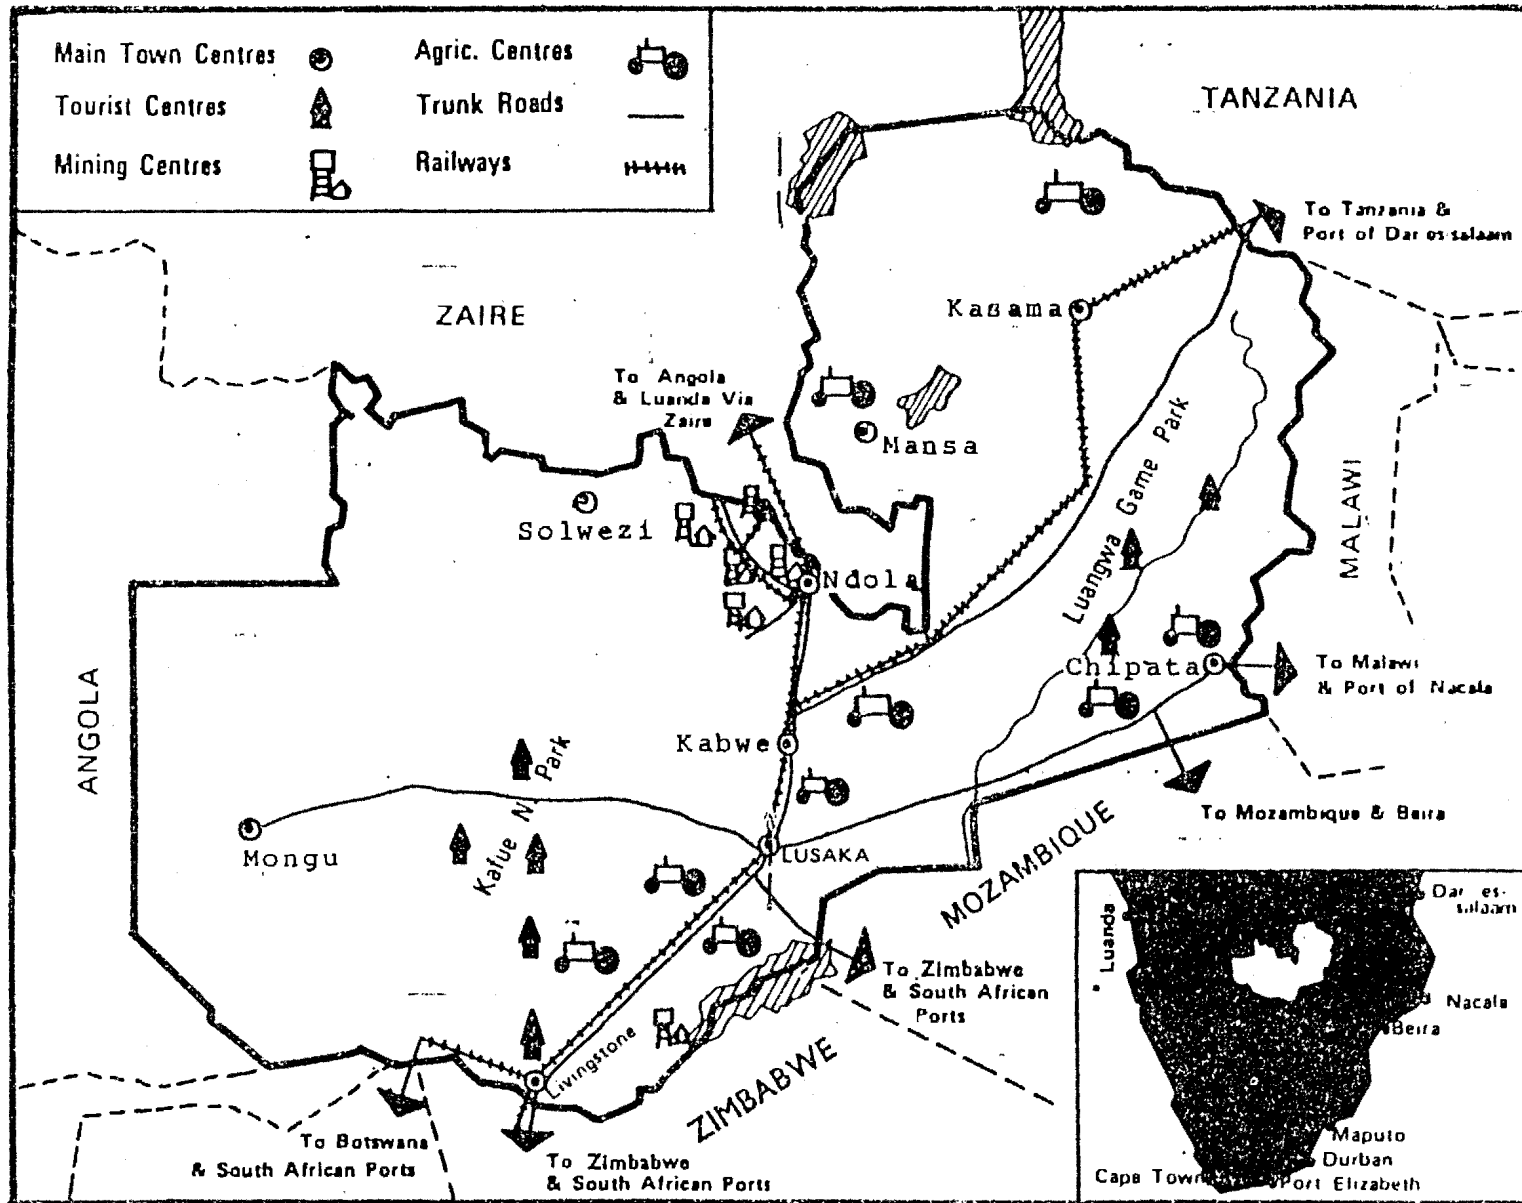 Main Town Centres
Tourist Centres
Mining Centres
Agric. Centres
Trunk Roads
Railways
TANZANIA
To Tanzania &
Port of Dar es-salaam
ZAIRE
Kasama
To Angola
& Luanda Via
Zaire
Mansa
Solwezi
Ndola
Luangwa Game Park
MALAWI
Chipata
To Malawi
& Port of Nacala
ANGOLA
Kabwe
Kafue N. Park
Mongu
LUSAKA
To Mozambique & Beira
MOZAMBIQUE
To Zimbabwe
& South African
Ports
Livingstone
ZIMBABWE
To Botswana
& South African Ports
To Zimbabwe
& South African Ports
Luanda
Dar es-
salaam
Nacala
Beira
Maputo
Durban
Port Elizabeth
Cape Town